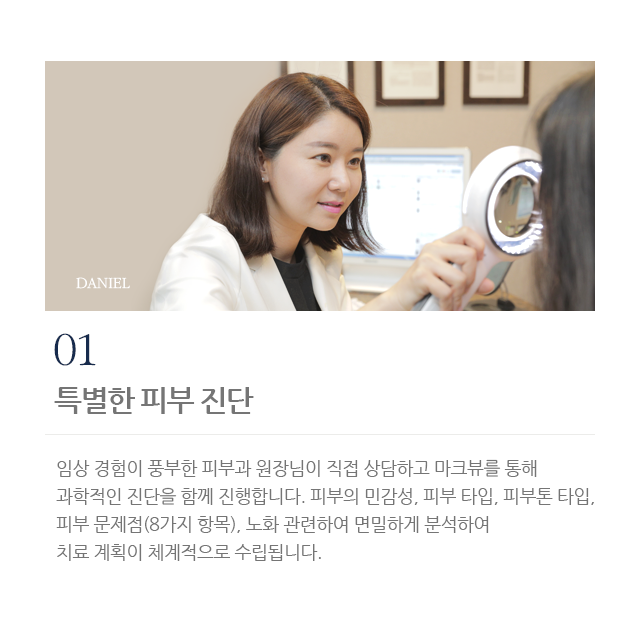 DANIEL
01
특별한 피부 진단
임상 경험이 풍부한 피부과 원장님이 직접 상담하고 마크뷰를 통해
과학적인 진단을 함께 진행합니다. 피부의 민감성, 피부 타입, 피부톤 타입,
피부 문제점(8가지 항목), 노화 관련하여 면밀하게 분석하여
치료 계획이 체계적으로 수립됩니다.